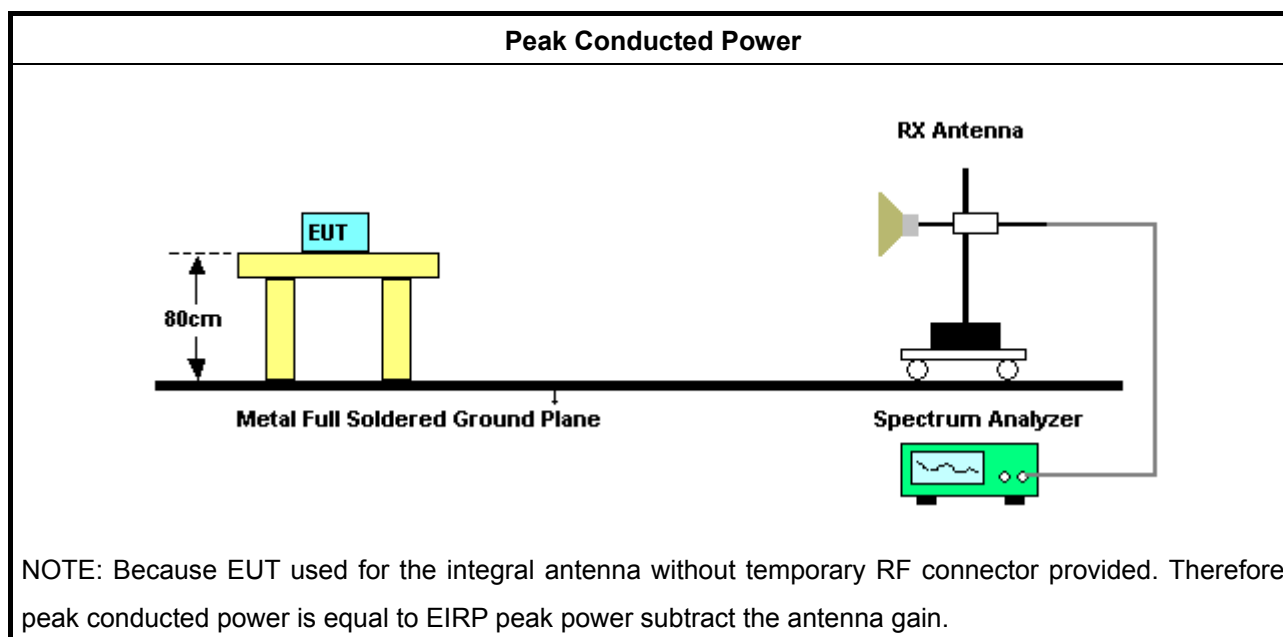 Peak Conducted Power
RX Antenna
EUT
80cm
Metal Full Soldered Ground Plane
Spectrum Analyzer
NOTE: Because EUT used for the integral antenna without temporary RF connector provided. Therefore
peak conducted power is equal to EIRP peak power subtract the antenna gain.